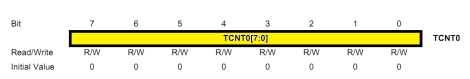 Bit 7 6 5 4 3 2 1 0
TCNT0[7:0] TCNT0
Read/Write R/W R/W R/W R/W R/W R/W R/W R/W
Initial Value 0 0 0 0 0 0 0 0